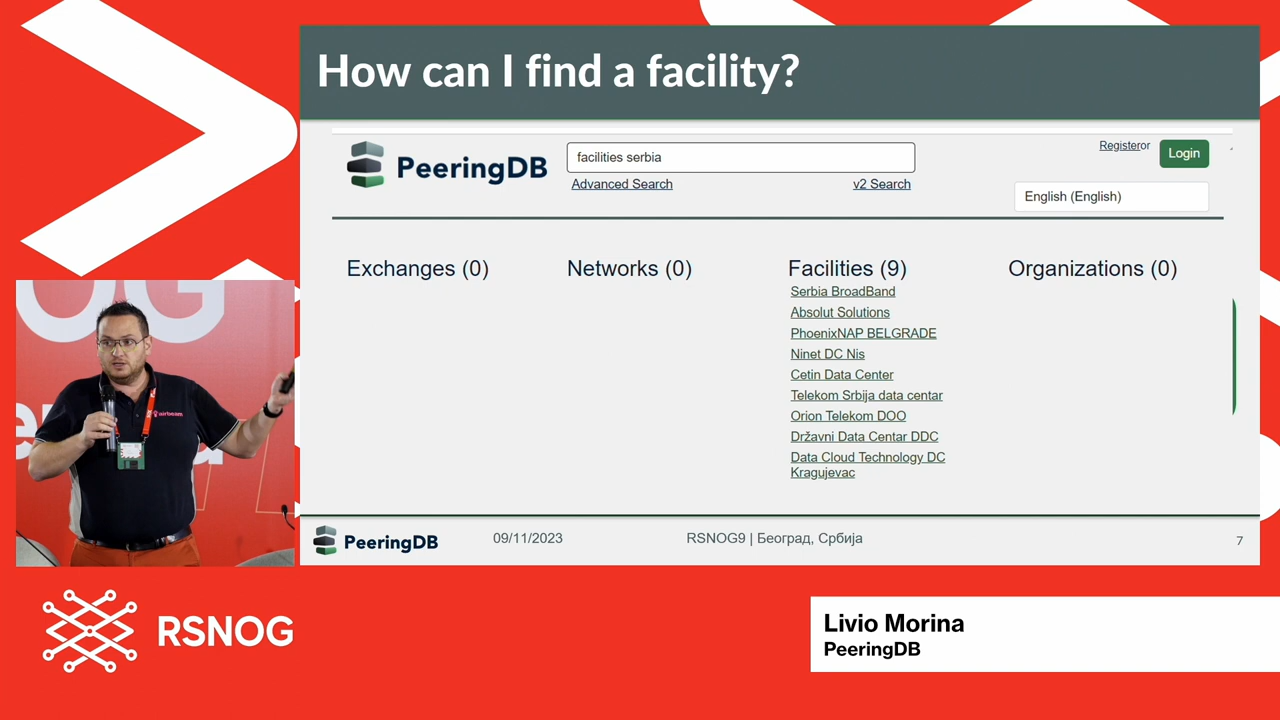 How can I find a facility?
PeeringDB
facilities serbia
Advanced Search
v2 Search
Registeror
Login
English (English)
Exchanges (0)
Networks (0)
Facilities (9)
Organizations (0)
Serbia BroadBand
Absolut Solutions
PhoenixNAP BELGRADE
Ninet DC Nis
Cetin Data Center
Telekom Srbija data centar
Orion Telekom DOO
Državni Data Centar DDC
Data Cloud Technology DC
Kragujevac
PeeringDB
09/11/2023
RSNOG9 | Београд, Србија
7
airbeam
RSNOG
Livio Morina
PeeringDB